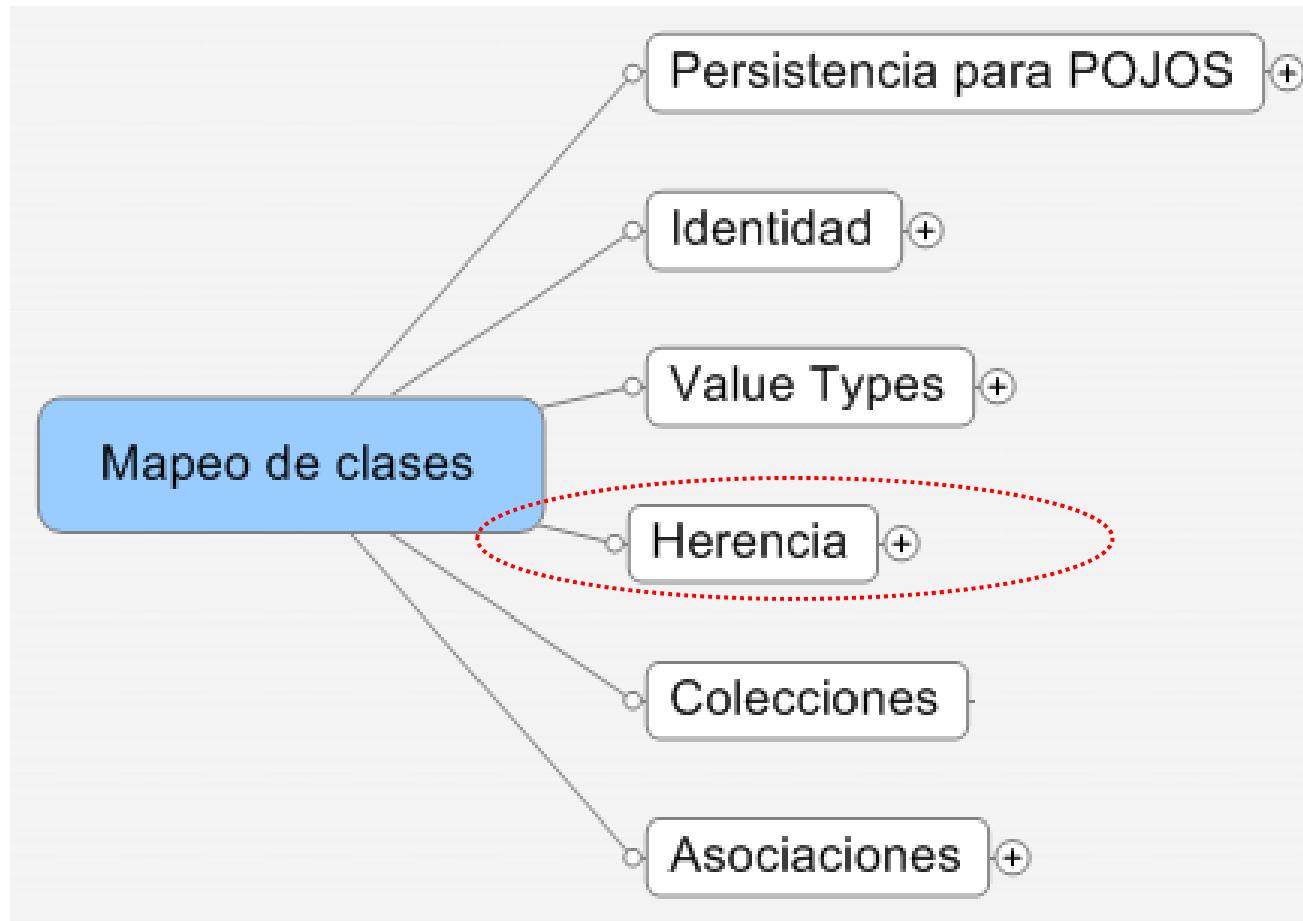 Persistencia para POJOS
Identidad
Value Types
Mapeo de clases
Herencia
Colecciones
Asociaciones